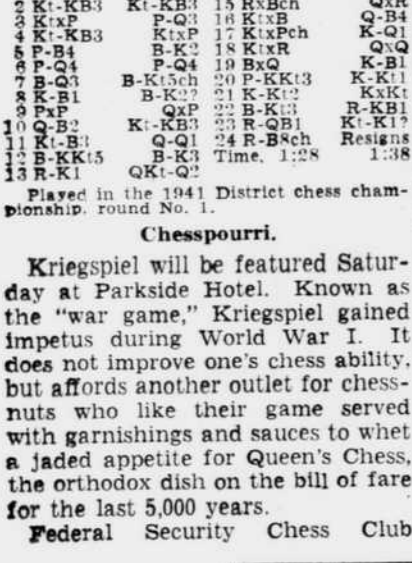 2 Kt-KB3 Kt-KB3 15 RxBch QxR
3 KtxP P-Q3 16 KtxB Q-B4
4 Kt-KB3 KtxP 17 KtxPch K-Q1
5 P-B4 B-K2 18 KtxR QxQ
6 P-Q4 P-Q4 19 BxQ K-B1
7 B-Q3 B-Kt5ch 20 P-KKt3 K-Kt1
8 K-B1 B-K2? 21 K-Kt2 KxKt
9 PxP QxP 22 B-Kt3 R-KB1
10 Q-B2 Kt-KB3 23 R-QB1 Kt-K1?
11 Kt-B3 Q-Q1 24 R-B8ch Resigns
12 B-KKt5 B-K3 Time, 1:28 1:38
13 R-K1 QKt-Q2
Played in the 1941 District chess cham-
pionship, round No. 1.
Chesspourri.
Kriegspiel will be featured Satur-
day at Parkside Hotel. Known as
the "war game," Kriegspiel gained
impetus during World War I. It
does not improve one's chess ability,
but affords another outlet for chess-
nuts who like their game served
with garnishings and sauces to whet
a jaded appetite for Queen's Chess,
the orthodox dish on the bill of fare
for the last 5,000 years.
Federal Security Chess Club